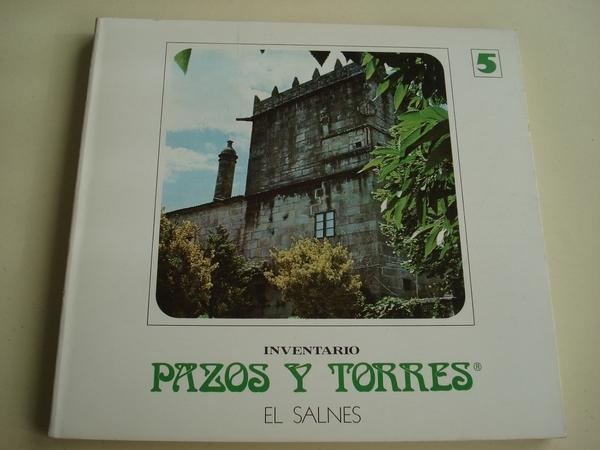 5
INVENTARIO
PAZOS Y TORRES®
EL SALNES